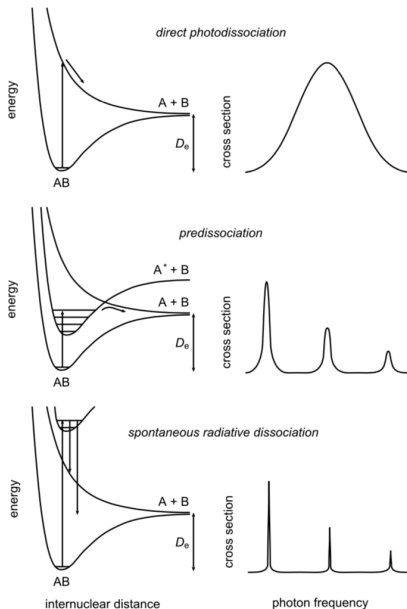 direct photodissociation
energy
A + B
Dₑ
AB
cross section
predissociation
energy
A* + B
A + B
Dₑ
AB
cross section
spontaneous radiative dissociation
energy
A + B
Dₑ
AB
cross section
internuclear distance
photon frequency